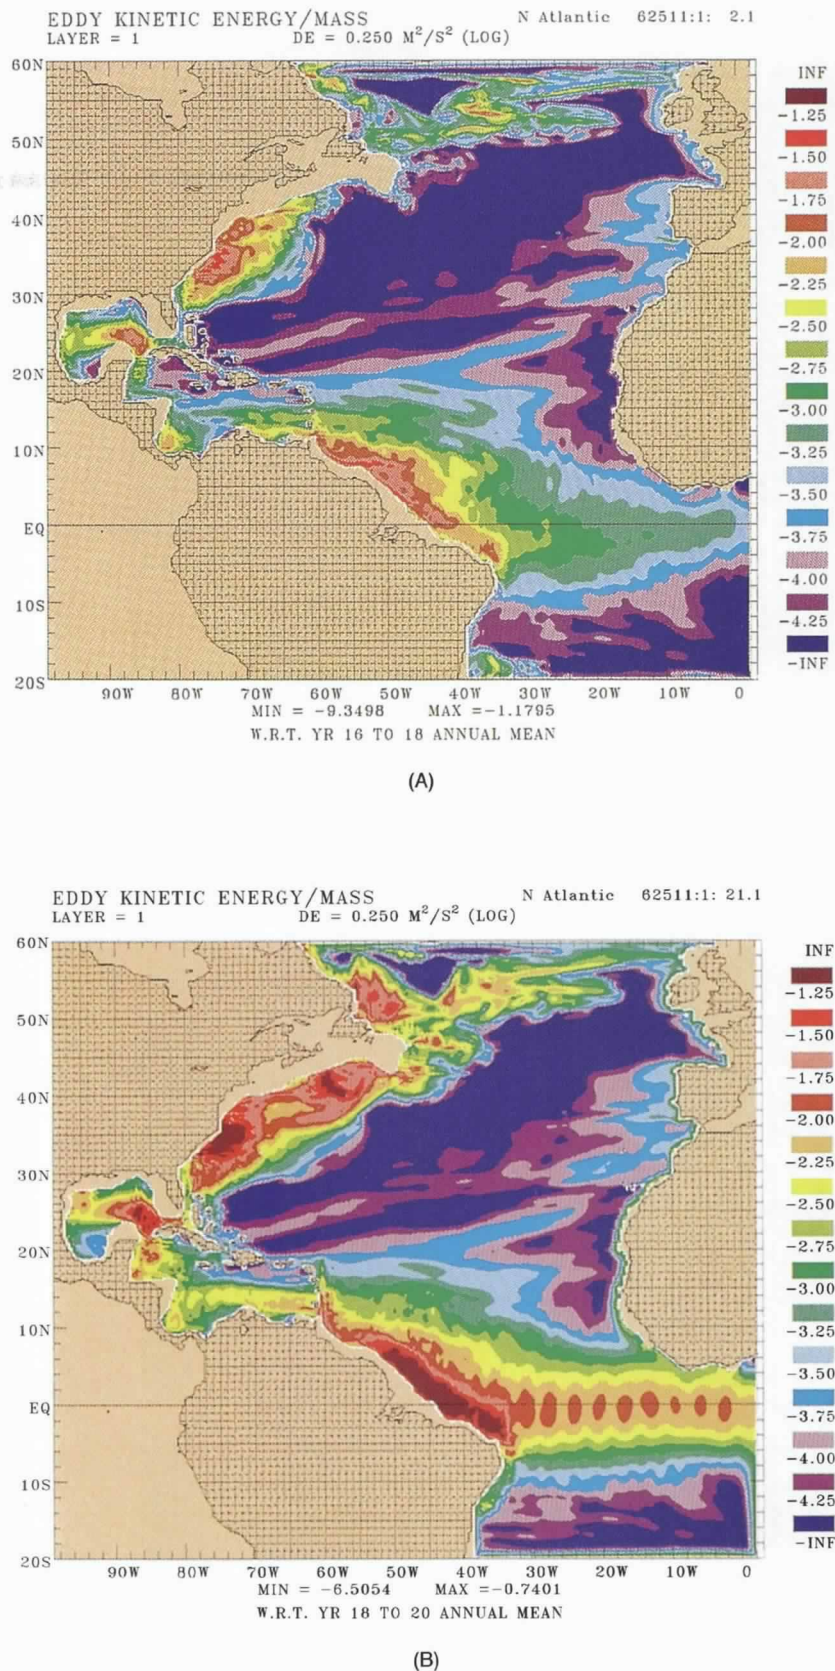 EDDY KINETIC ENERGY/MASS N Atlantic 62511:1: 2.1
LAYER = 1 DE = 0.250 M²/S² (LOG)
60N
50N
40N
30N
20N
10N
EQ
10S
20S
90W 80W 70W 60W 50W 40W 30W 20W 10W 0
INF
-1.25
-1.50
-1.75
-2.00
-2.25
-2.50
-2.75
-3.00
-3.25
-3.50
-3.75
-4.00
-4.25
-INF
MIN = -9.3498 MAX =-1.1795
W.R.T. YR 16 TO 18 ANNUAL MEAN
(A)
EDDY KINETIC ENERGY/MASS N Atlantic 62511:1: 21.1
LAYER = 1 DE = 0.250 M²/S² (LOG)
60N
50N
40N
30N
20N
10N
EQ
10S
20S
90W 80W 70W 60W 50W 40W 30W 20W 10W 0
INF
-1.25
-1.50
-1.75
-2.00
-2.25
-2.50
-2.75
-3.00
-3.25
-3.50
-3.75
-4.00
-4.25
-INF
MIN = -6.5054 MAX =-0.7401
W.R.T. YR 18 TO 20 ANNUAL MEAN
(B)